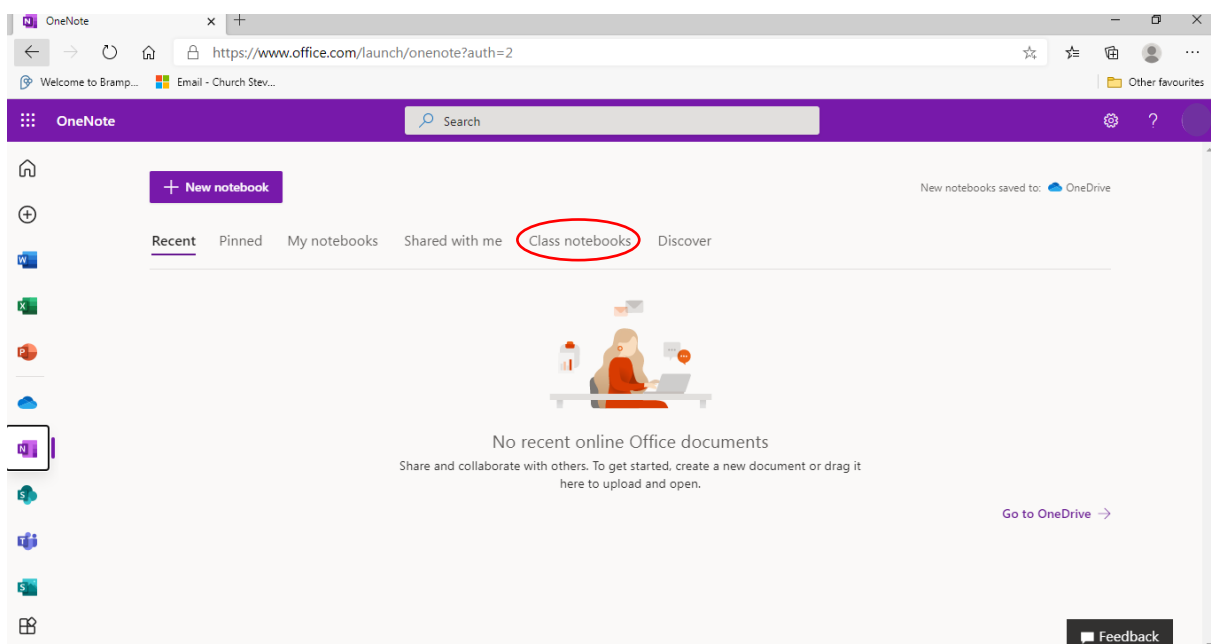 OneNote
https://www.office.com/launch/onenote?auth=2
Welcome to Bramp... Email - Church Stev... Other favourites
OneNote Search ?
+ New notebook New notebooks saved to: OneDrive
Recent Pinned My notebooks Shared with me Class notebooks Discover
No recent online Office documents
Share and collaborate with others. To get started, create a new document or drag it
here to upload and open.
Go to OneDrive →
Feedback